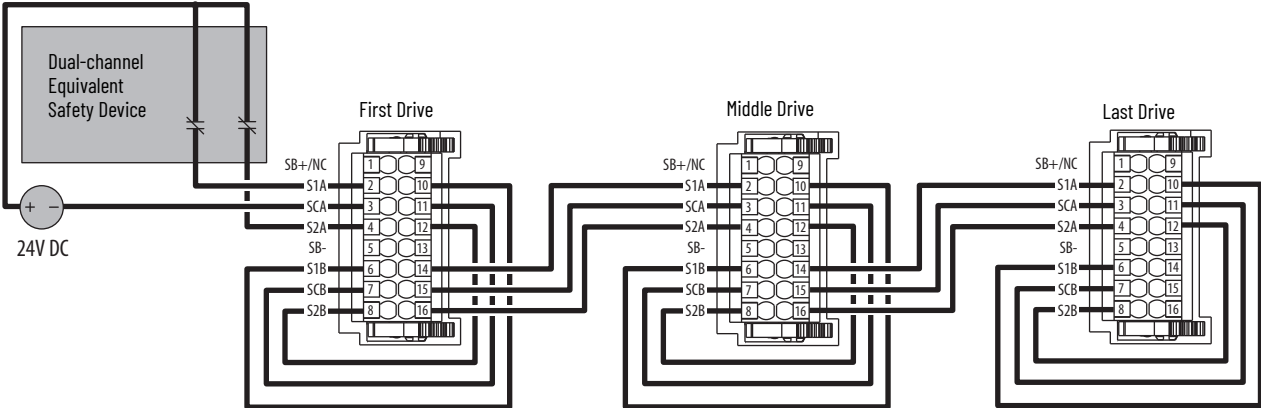 Dual-channel
Equivalent
Safety Device
24V DC
+ −
First Drive
SB+/NC 1 9
S1A 2 10
SCA 3 11
S2A 4 12
SB- 5 13
S1B 6 14
SCB 7 15
S2B 8 16
Middle Drive
SB+/NC 1 9
S1A 2 10
SCA 3 11
S2A 4 12
SB- 5 13
S1B 6 14
SCB 7 15
S2B 8 16
Last Drive
SB+/NC 1 9
S1A 2 10
SCA 3 11
S2A 4 12
SB- 5 13
S1B 6 14
SCB 7 15
S2B 8 16